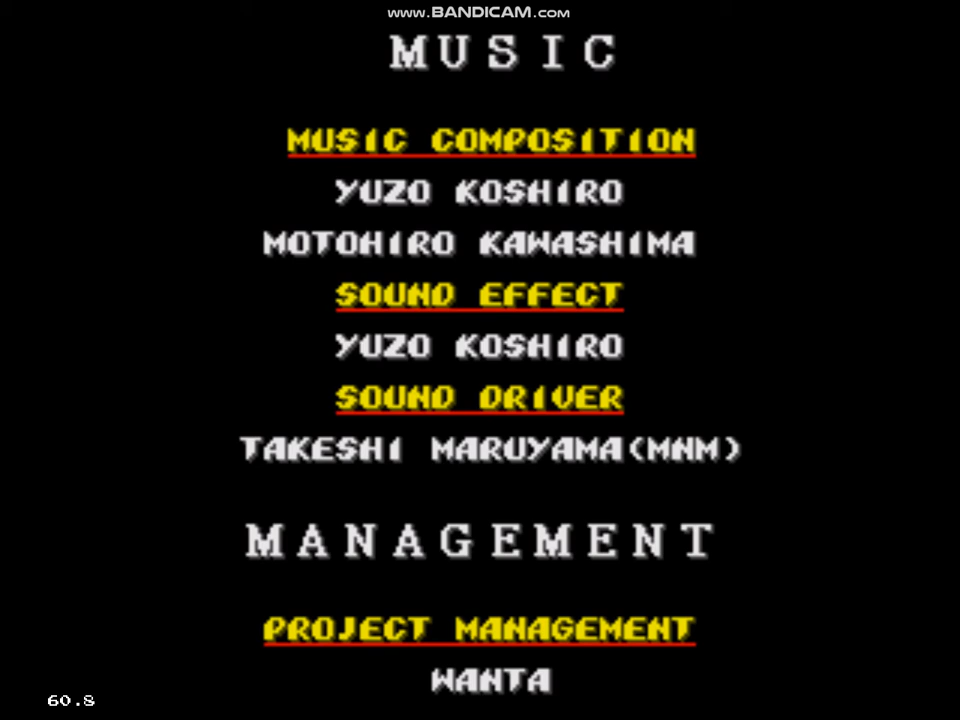 www.BANDICAM.com
MUSIC
MUSIC COMPOSITION
YUZO KOSHIRO
MOTOHIRO KAWASHIMA
SOUND EFFECT
YUZO KOSHIRO
SOUND DRIVER
TAKESHI MARUYAMA(MNM)
MANAGEMENT
PROJECT MANAGEMENT
WANTA
60.8